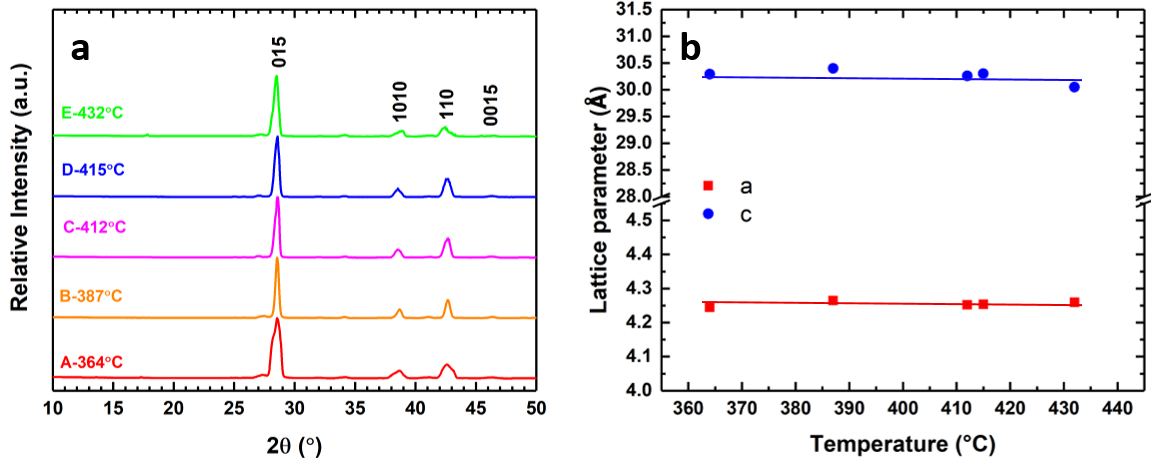 a
015
1010
110
0015
E-432°C
D-415°C
C-412°C
B-387°C
A-364°C
Relative Intensity (a.u.)
10 15 20 25 30 35 40 45 50
2θ (°)
b
31.5
31.0
30.5
30.0
29.5
29.0
28.5
28.0
4.5
4.4
4.3
4.2
4.1
4.0
Lattice parameter (Å)
a
c
360 370 380 390 400 410 420 430 440
Temperature (°C)